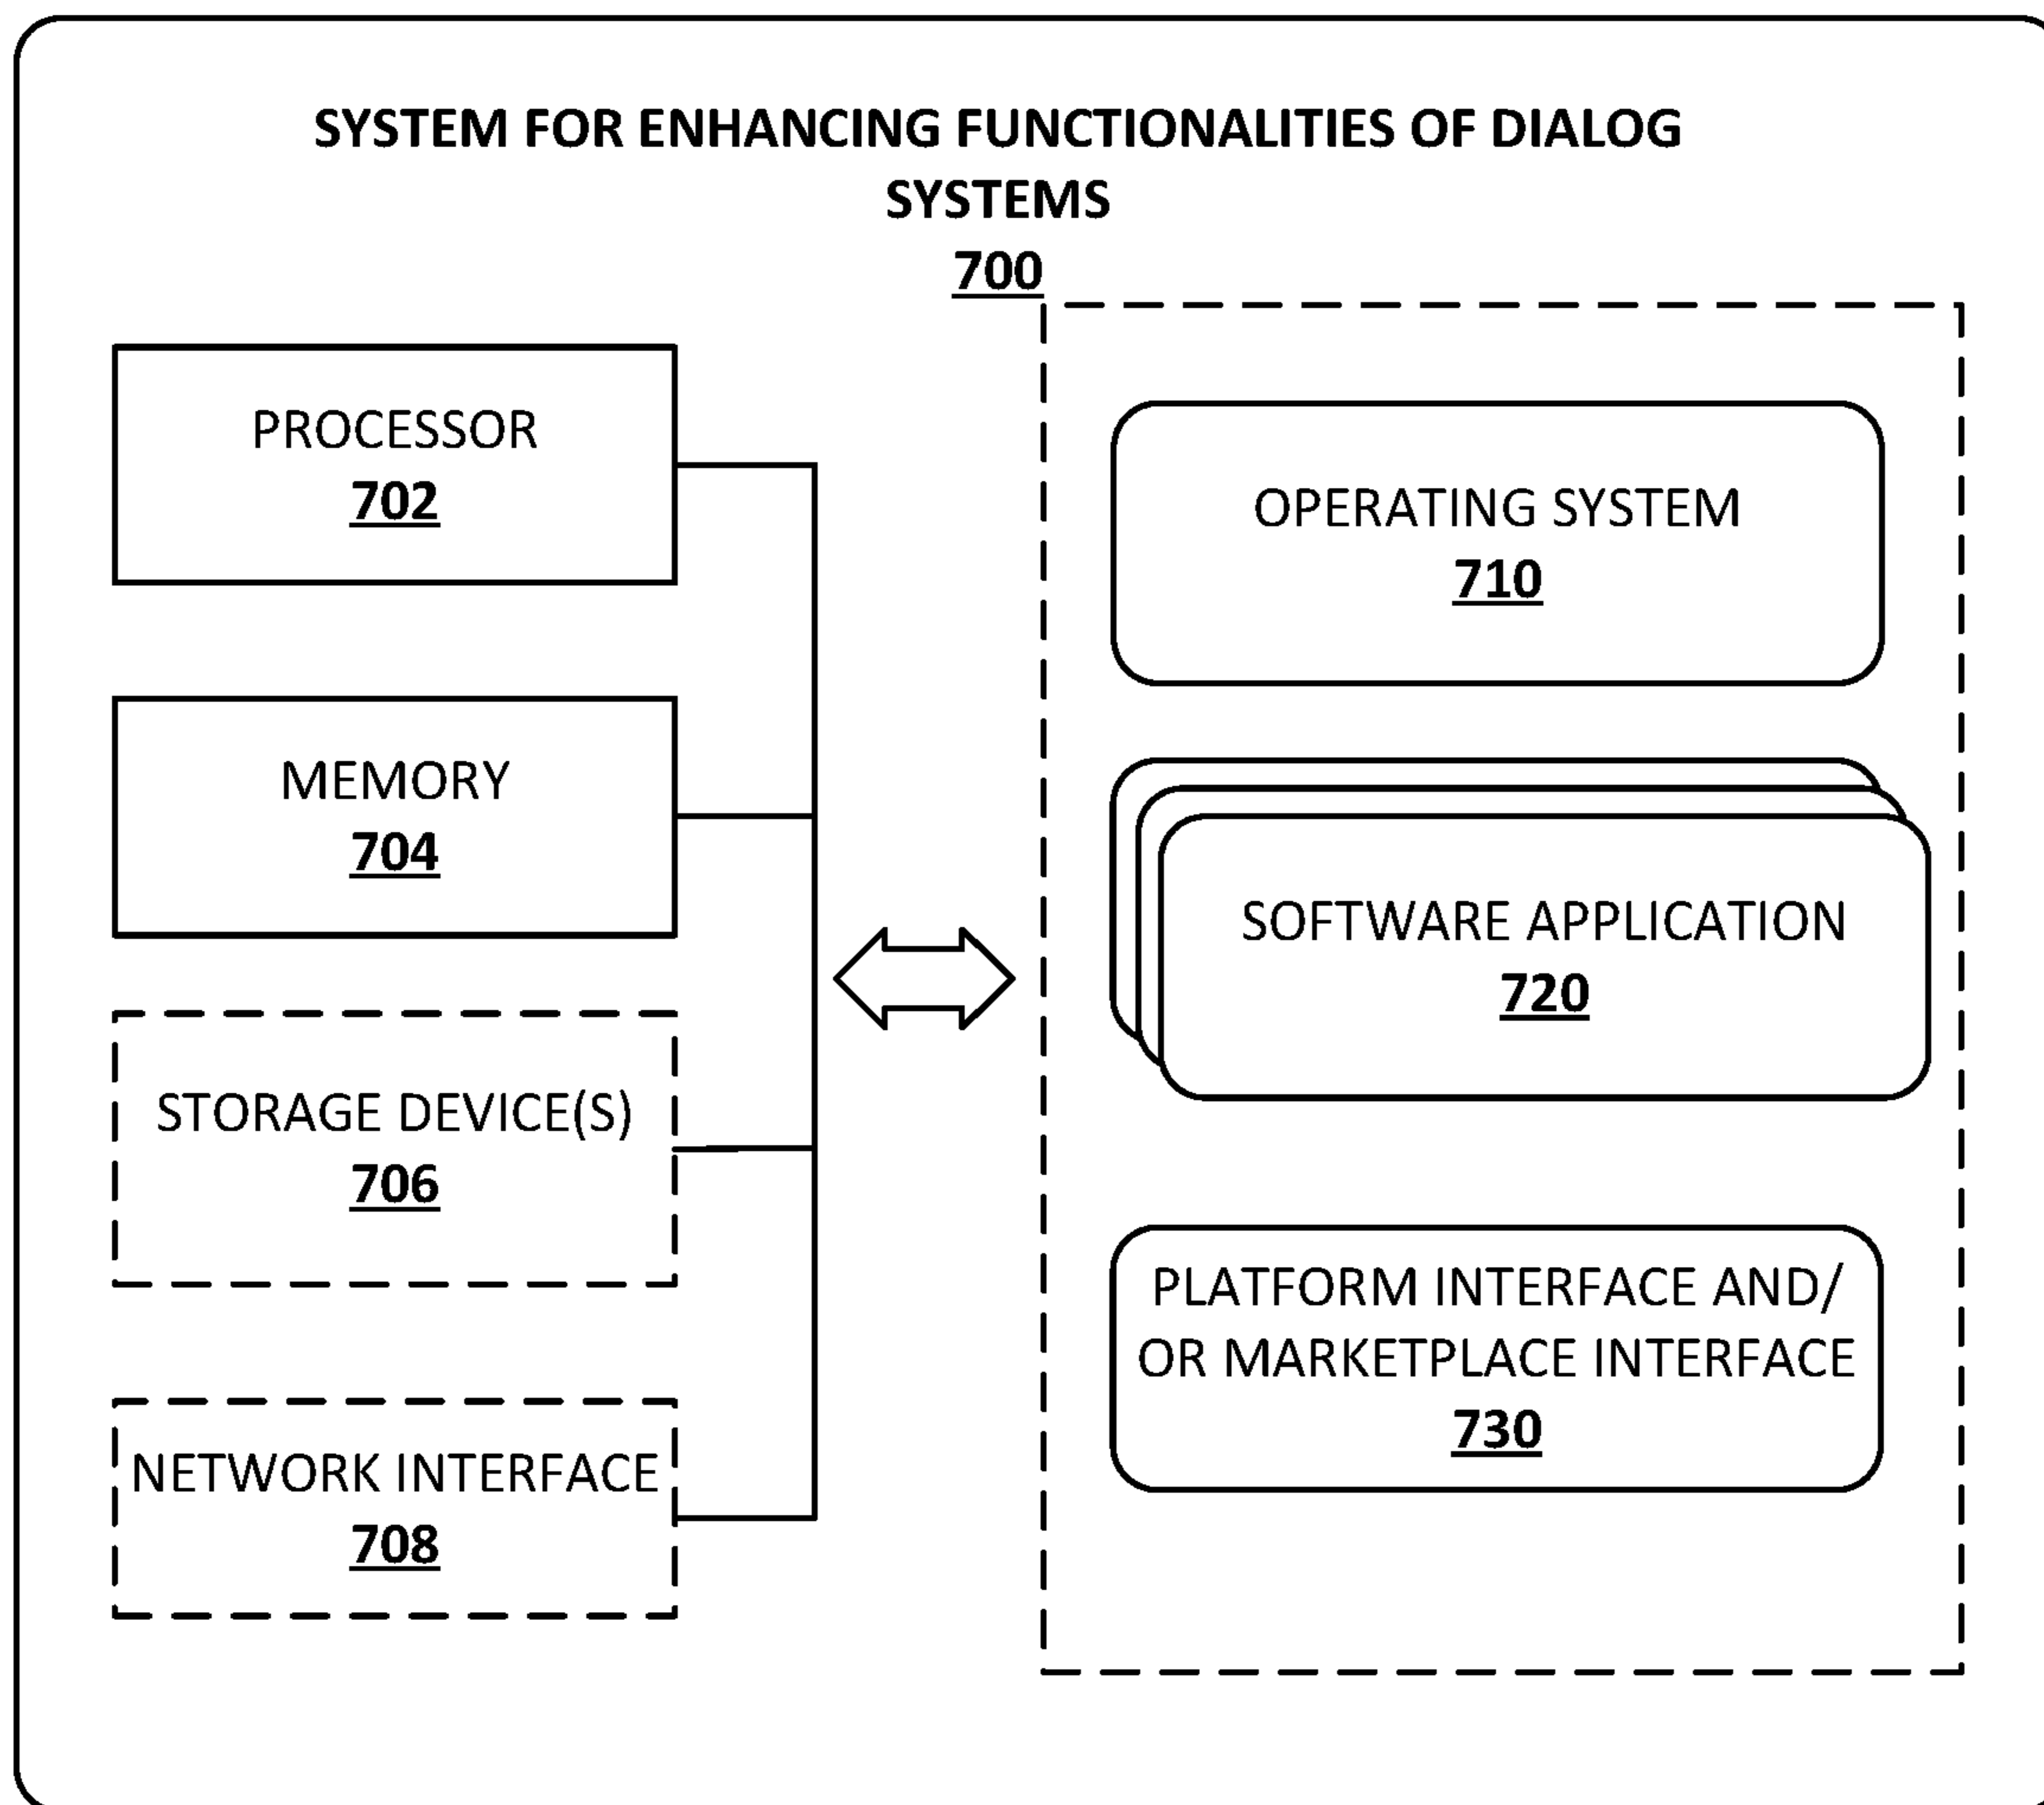 SYSTEM FOR ENHANCING FUNCTIONALITIES OF DIALOG
SYSTEMS
700
PROCESSOR
702
MEMORY
704
STORAGE DEVICE(S)
706
NETWORK INTERFACE
708
OPERATING SYSTEM
710
SOFTWARE APPLICATION
720
PLATFORM INTERFACE AND/
OR MARKETPLACE INTERFACE
730